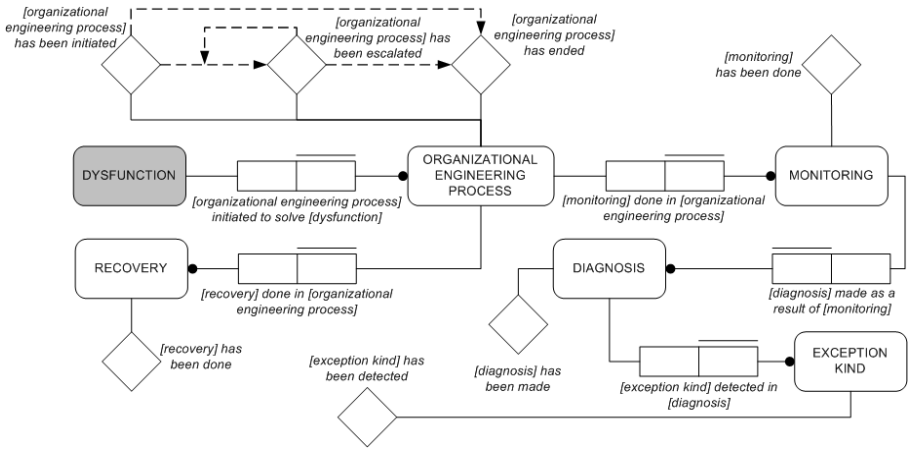 [organizational
engineering process]
has been initiated
[organizational
engineering process] has
been escalated
[organizational
engineering process]
has ended
[monitoring]
has been done
DYSFUNCTION
ORGANIZATIONAL
ENGINEERING
PROCESS
MONITORING
[organizational engineering process]
initiated to solve [dysfunction]
[monitoring] done in [organizational
engineering process]
RECOVERY
DIAGNOSIS
[recovery] done in [organizational
engineering process]
[diagnosis] made as a
result of [monitoring]
[recovery] has
been done
[exception kind] has
been detected
[diagnosis] has
been made
EXCEPTION
KIND
[exception kind] detected in
[diagnosis]